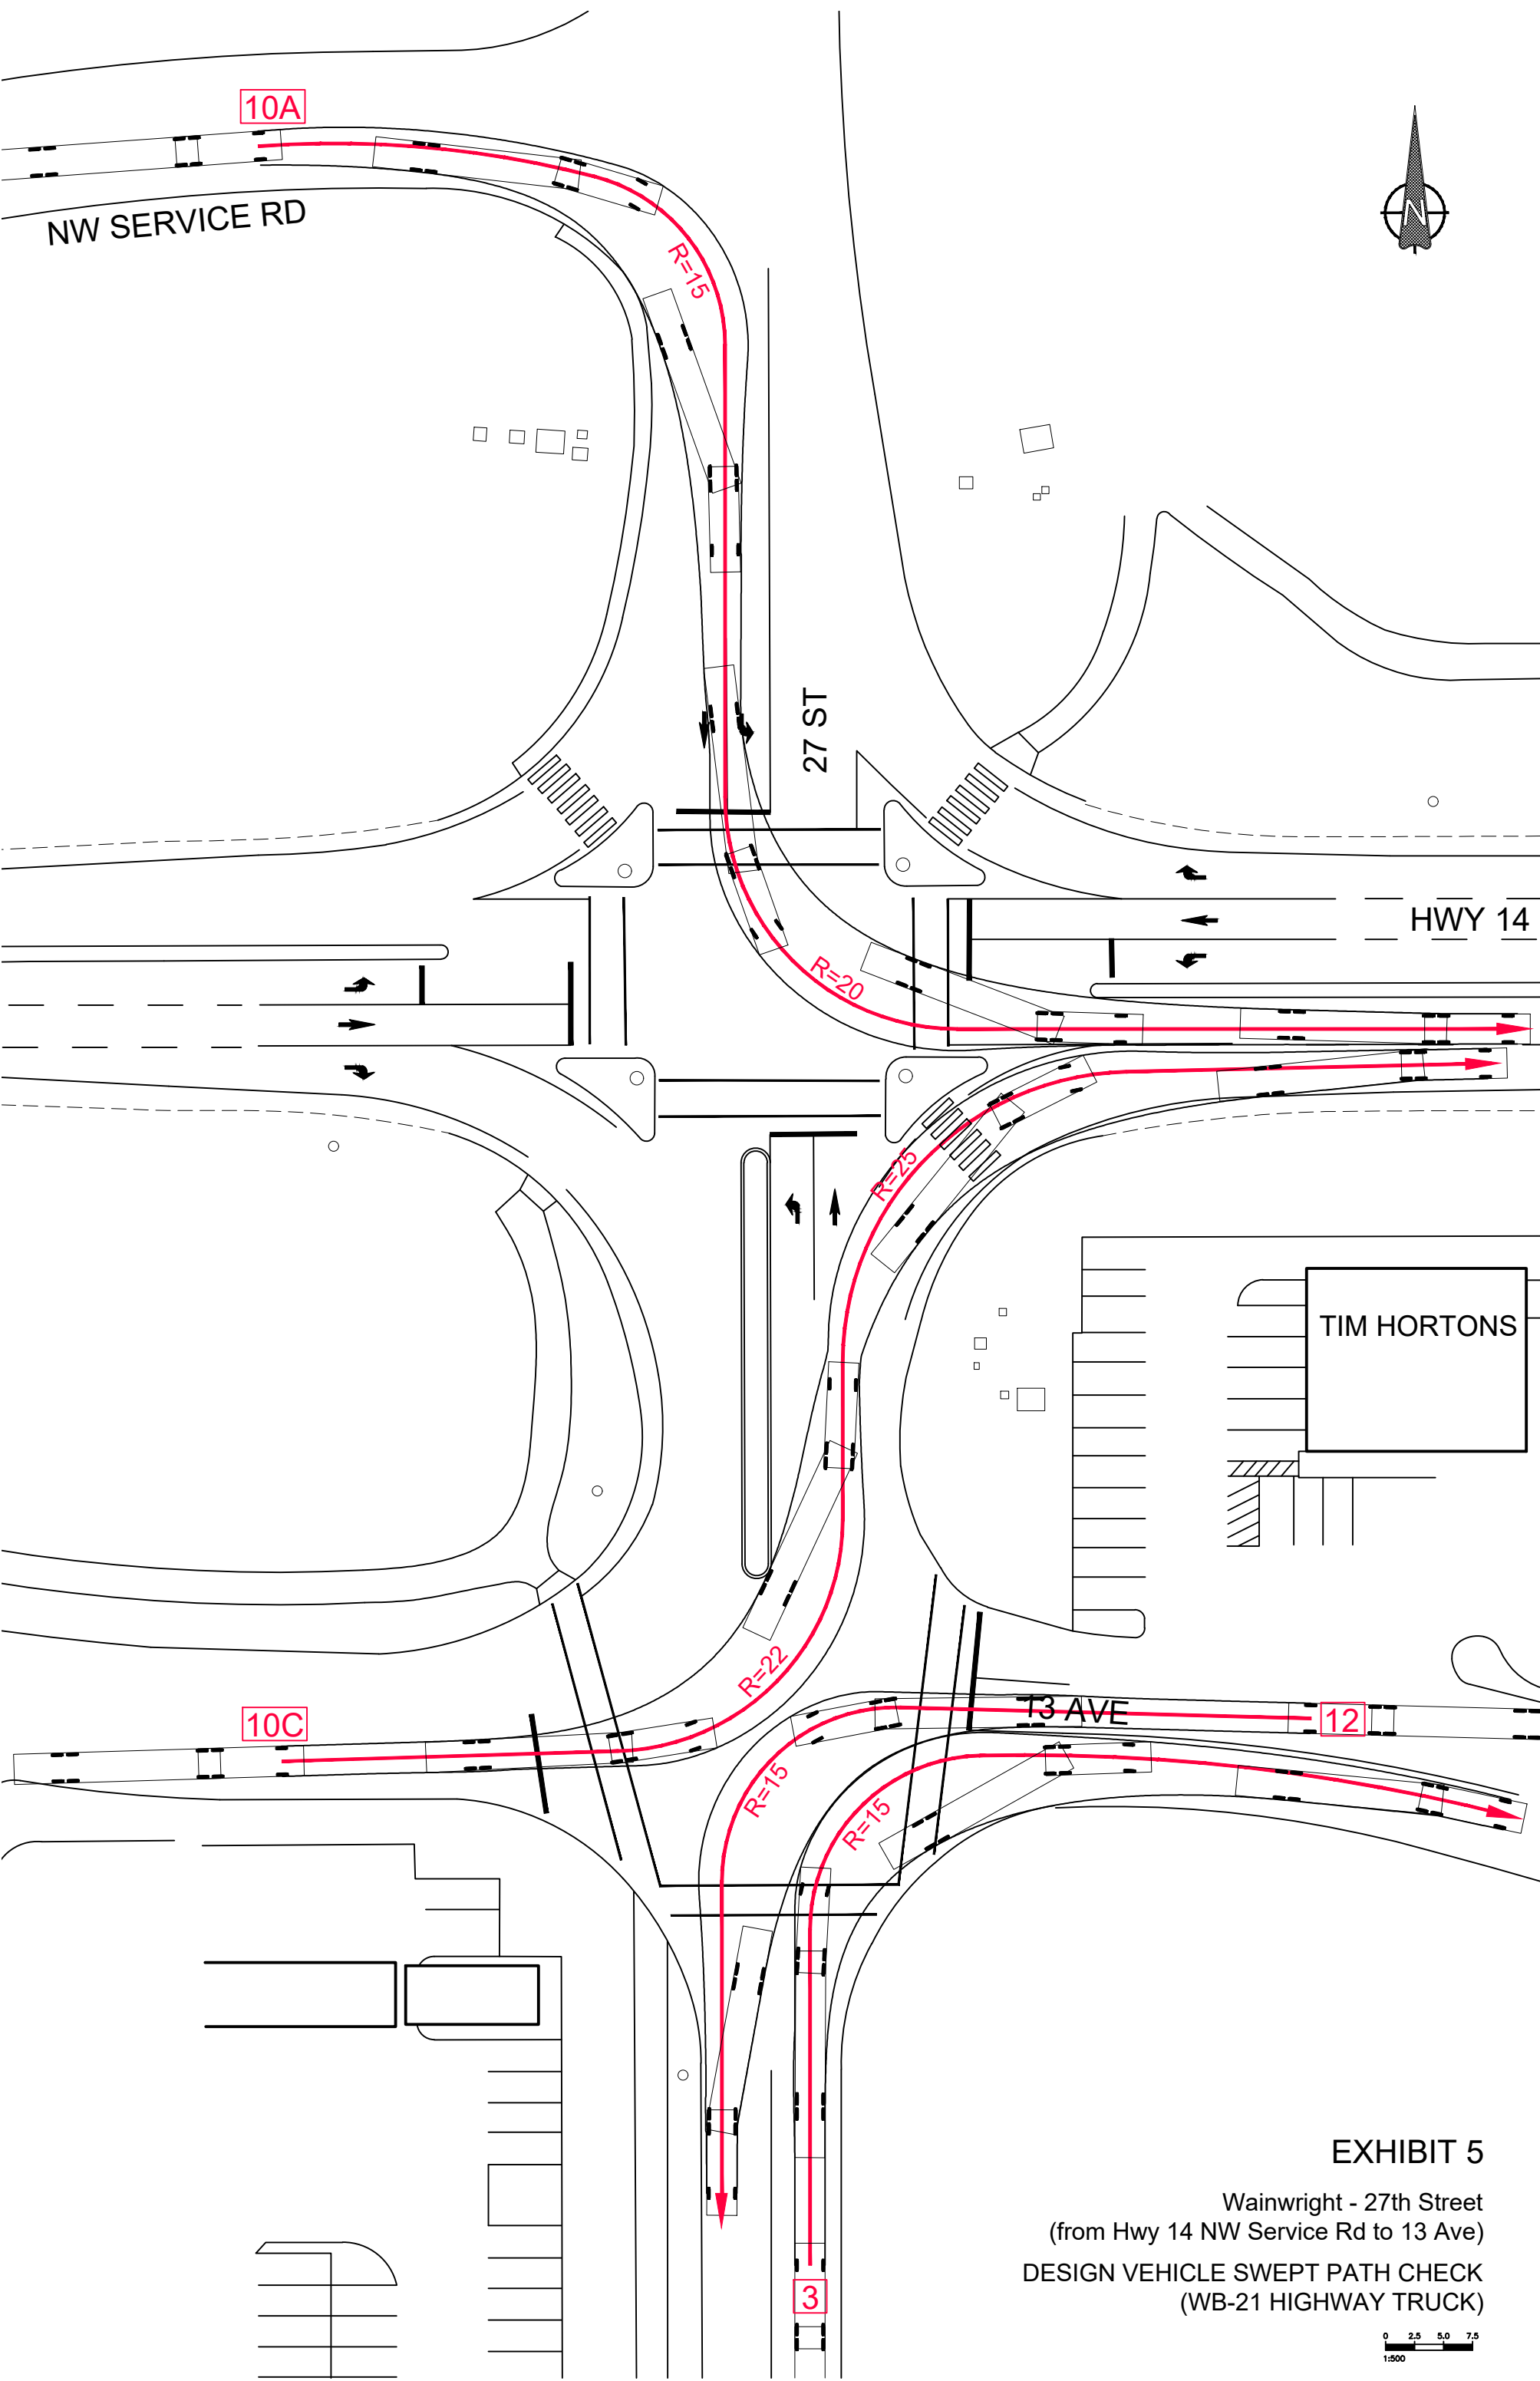 10A
N
NW SERVICE RD
R=15
27 ST
HWY 14
R=20
R=25
TIM HORTONS
R=22
10C
13 AVE
12
R=15
R=15
3
EXHIBIT 5
Wainwright - 27th Street
(from Hwy 14 NW Service Rd to 13 Ave)
DESIGN VEHICLE SWEPT PATH CHECK
(WB-21 HIGHWAY TRUCK)
0 2.5 5.0 7.5
1:500